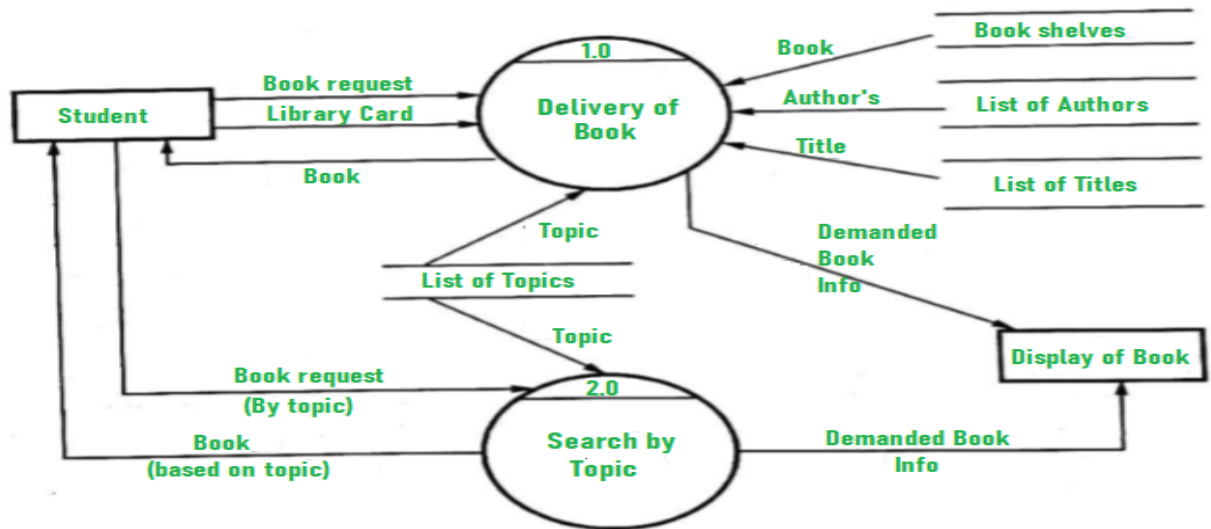 1.0
Book
Book shelves
Book request
Student
Library Card
Delivery of
Book
Author's
List of Authors
Title
Book
List of Titles
Topic
Demanded
Book
Info
List of Topics
Topic
Display of Book
Book request
(By topic)
2.0
Book
(based on topic)
Search by
Topic
Demanded Book
Info